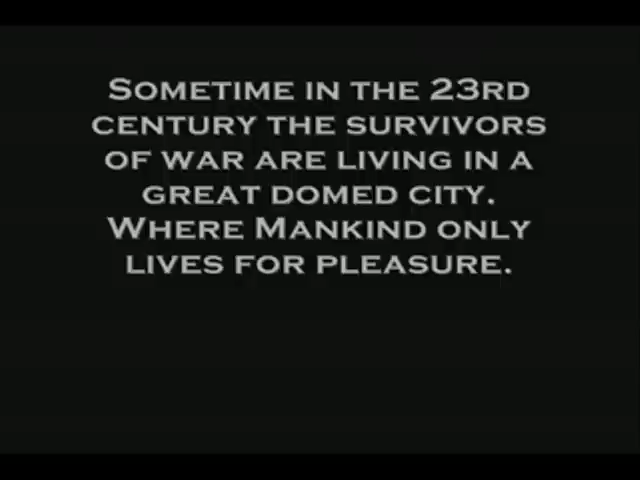 Sometime in the 23rd
century the survivors
of war are living in a
great domed city.
Where Mankind only
lives for pleasure.